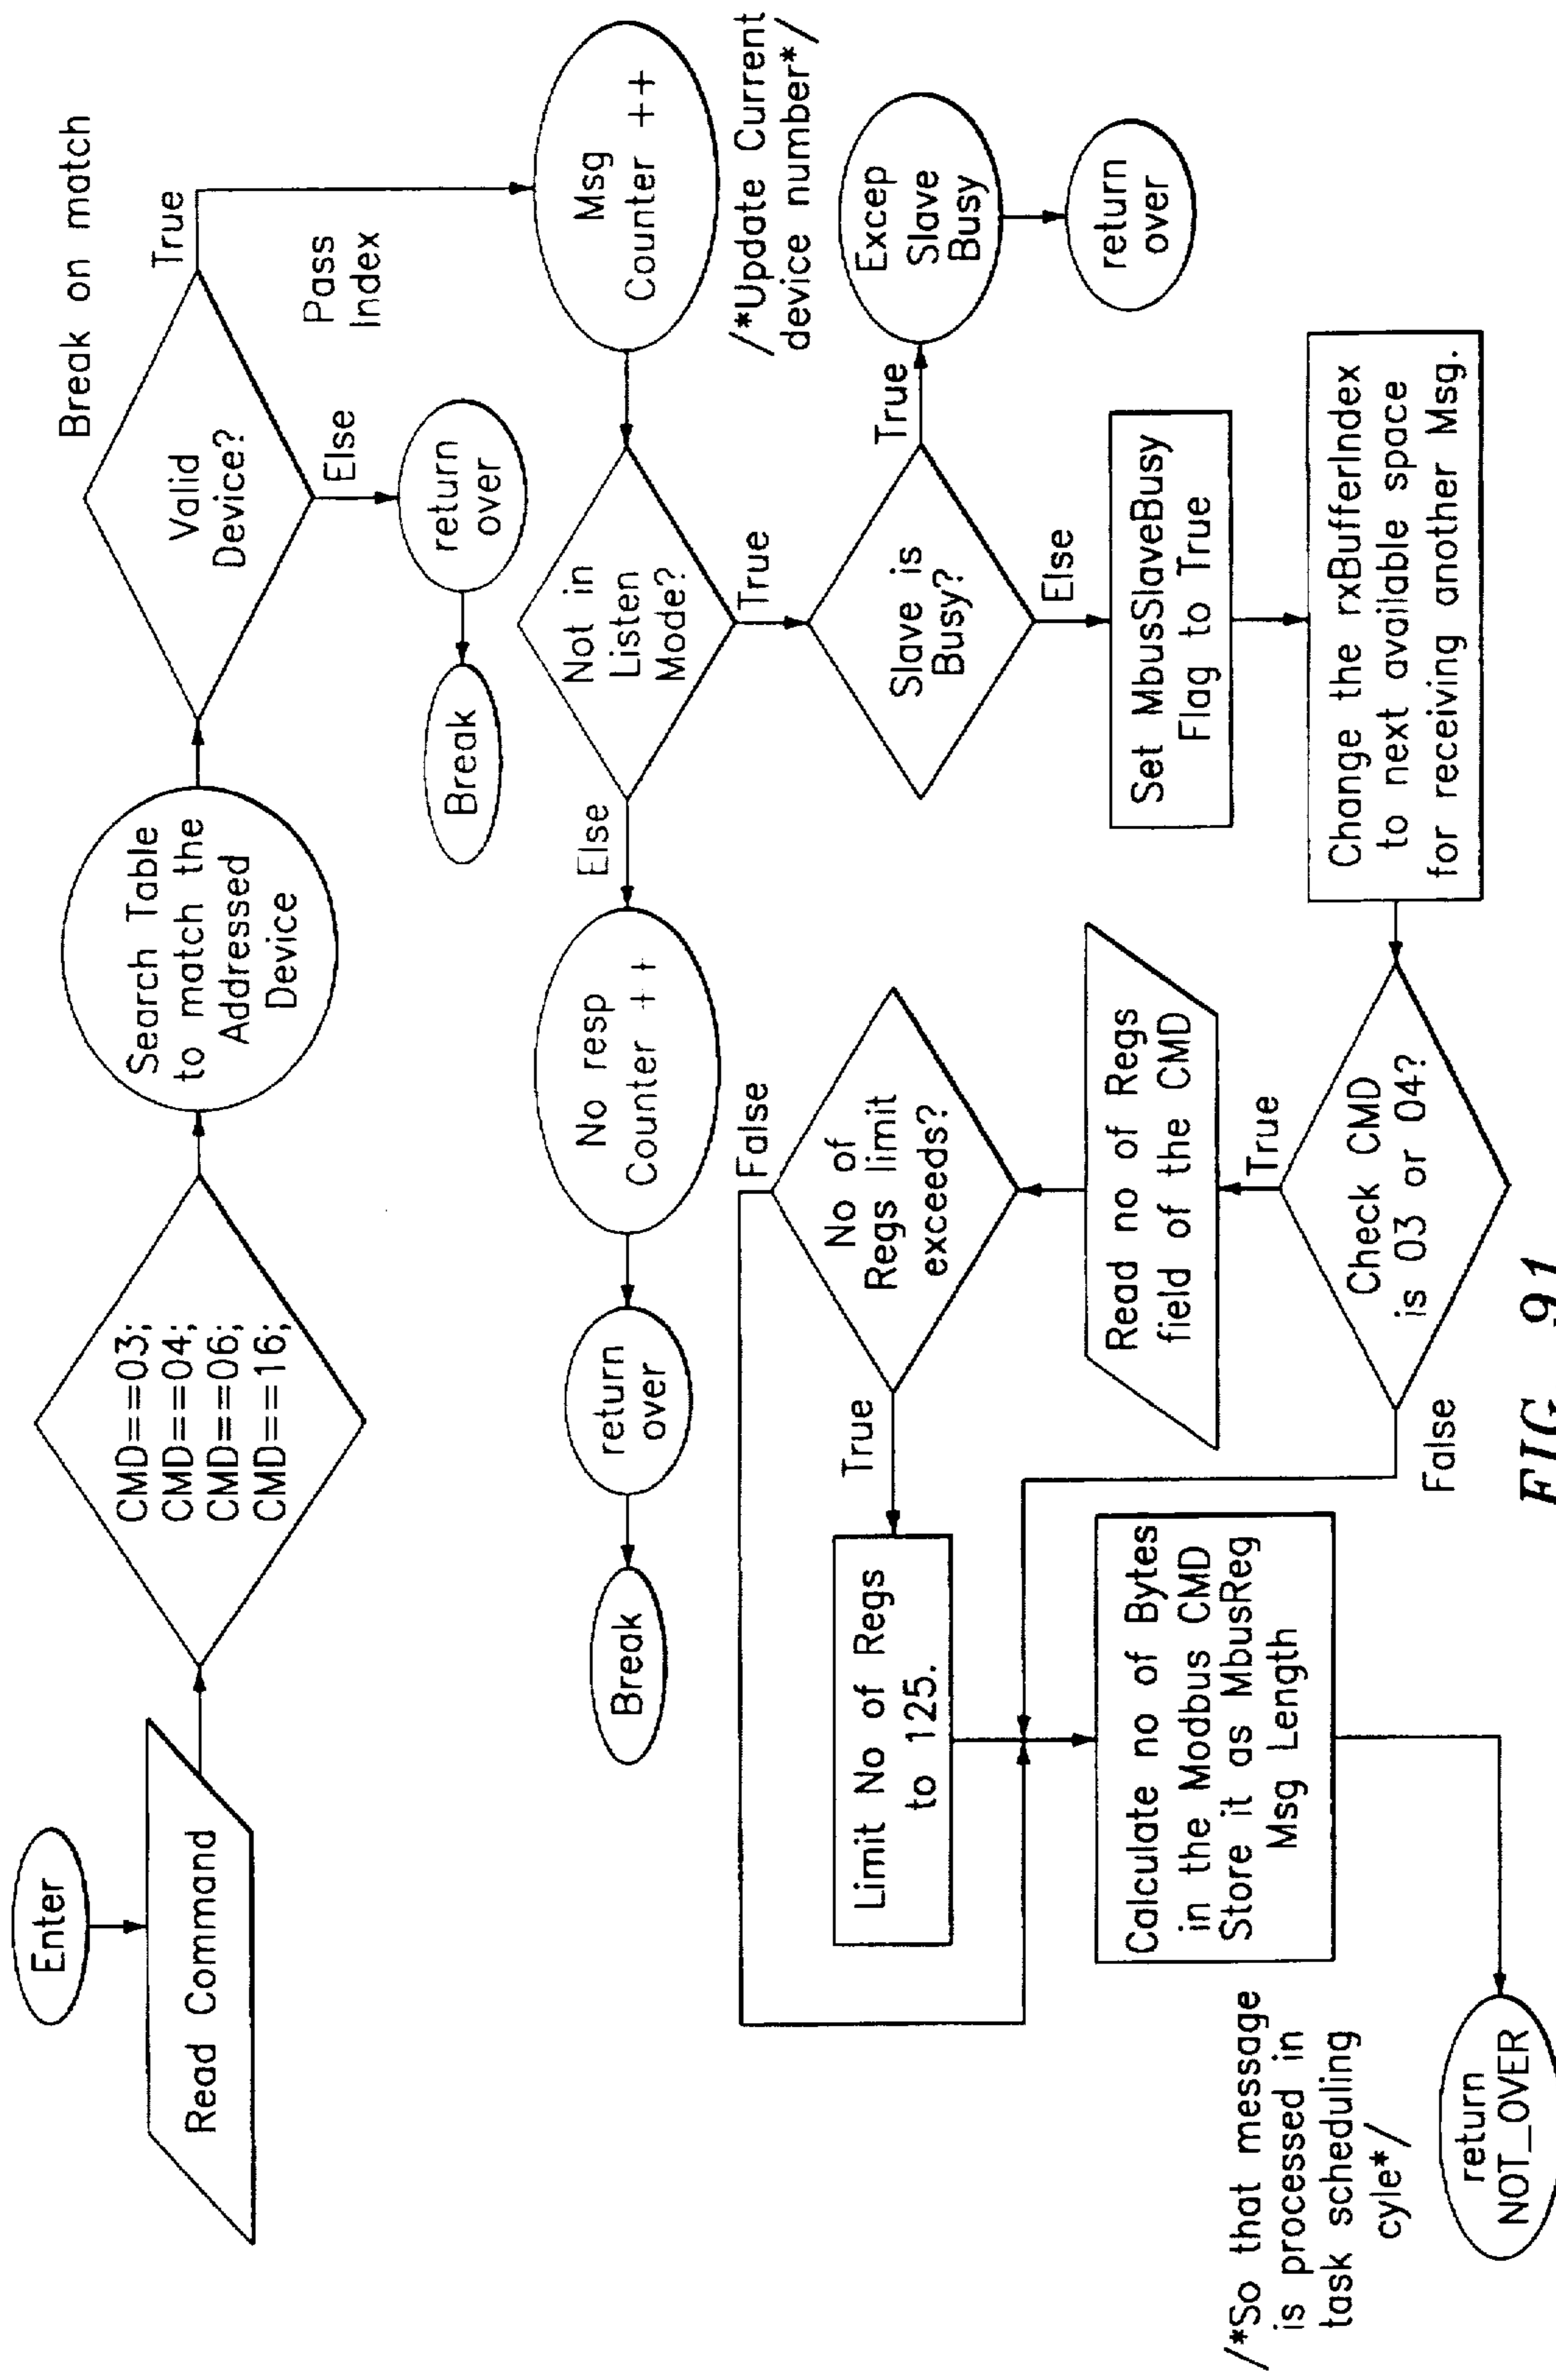 Enter
Read Command
CMD==03;
CMD==04;
CMD==06;
CMD==16;
Search Table
to match the
Addressed
Device
Valid
Device?
Break on match
True
Pass
Index
Else
return
over
Break
Msg
Counter ++
/*Update Current
device number*/
Not in
Listen
Mode?
Else
No resp
Counter ++
return
over
Break
True
Slave is
Busy?
True
Excep
Slave
Busy
return
over
Else
Set MbusSlaveBusy
Flag to True
Change the rxBufferIndex
to next available space
for receiving another Msg.
Check CMD
is 03 or 04?
True
Read no of Regs
field of the CMD
No of
Regs limit
exceeds?
False
True
Limit No of Regs
to 125.
False
Calculate no of Bytes
in the Modbus CMD
Store it as MbusReg
Msg Length
/*So that message
is processed in
task scheduling
cyle*/
return
NOT_OVER
FIG. 91